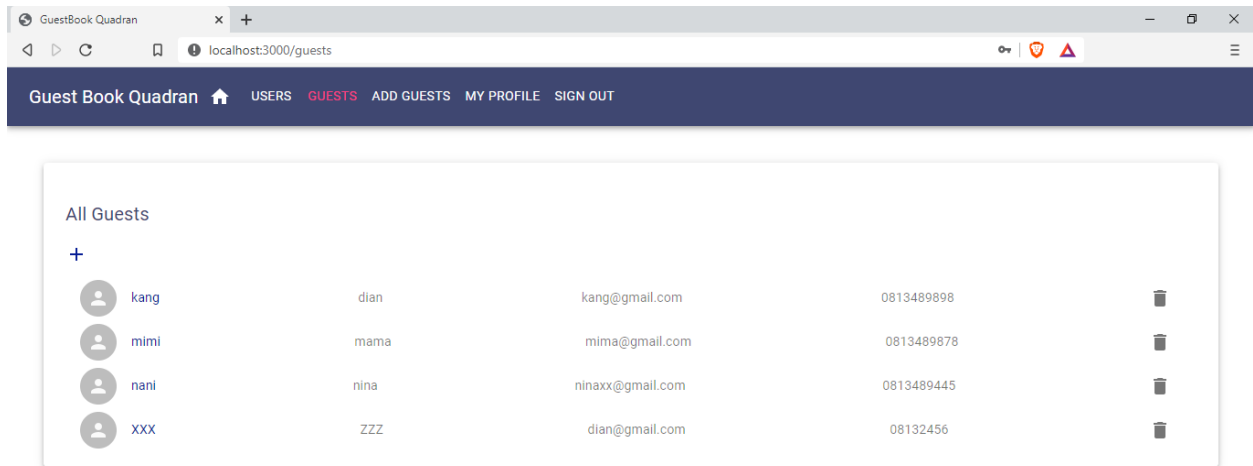 GuestBook Quadran
localhost:3000/guests
Guest Book Quadran USERS GUESTS ADD GUESTS MY PROFILE SIGN OUT
All Guests
+
kang dian kang@gmail.com 0813489898
mimi mama mima@gmail.com 0813489878
nani nina ninaxx@gmail.com 0813489445
XXX ZZZ dian@gmail.com 08132456